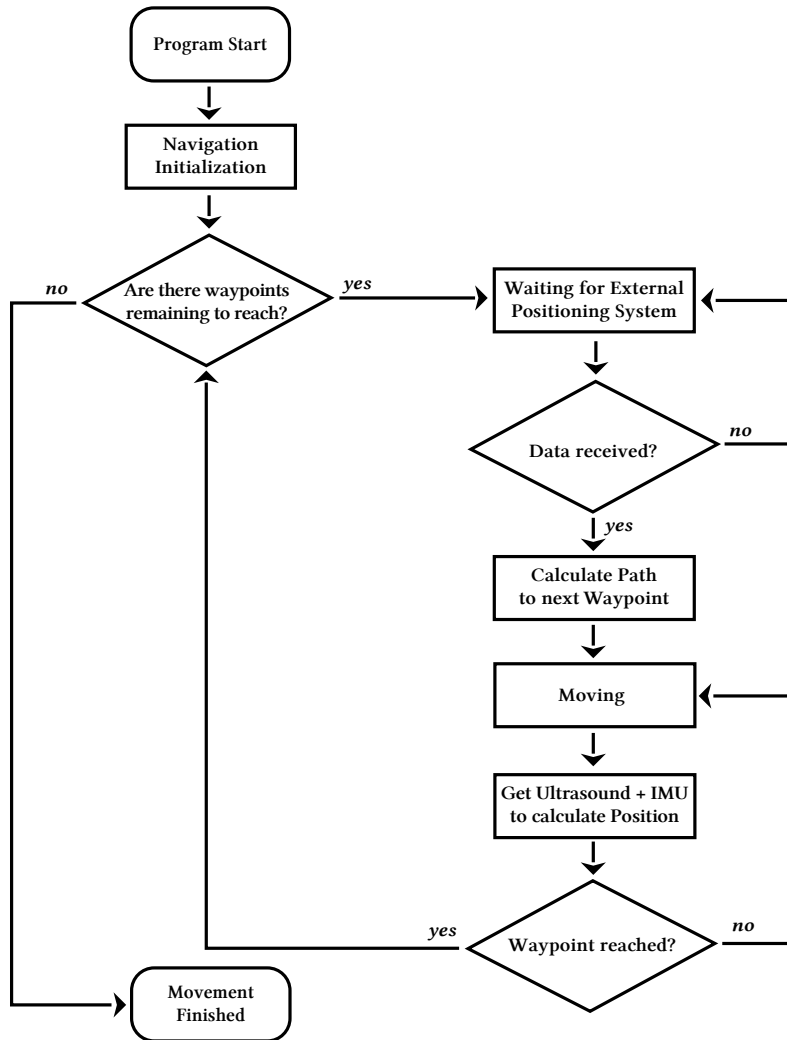 Program Start
Navigation
Initialization
no
Are there waypoints
remaining to reach?
yes
Waiting for External
Positioning System
Data received?
no
yes
Calculate Path
to next Waypoint
Moving
Get Ultrasound + IMU
to calculate Position
Waypoint reached?
yes
no
Movement
Finished